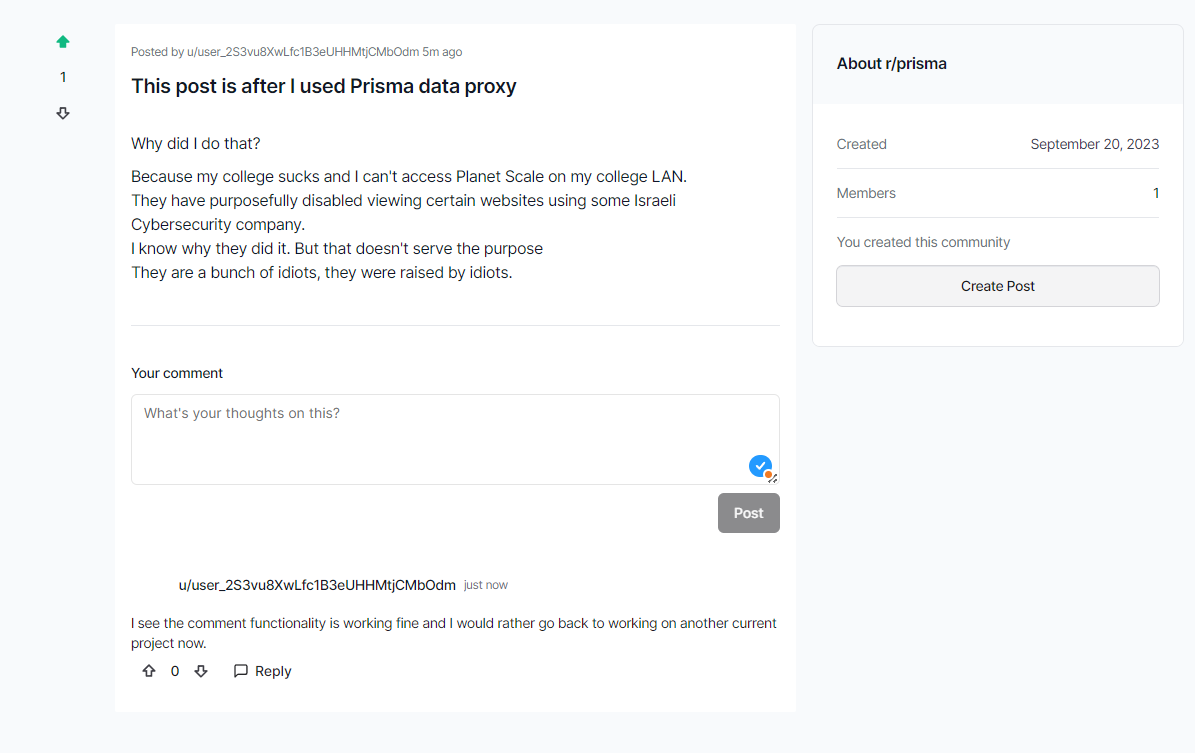 1
Posted by u/user_2S3vu8XwLfc1B3eUHHMtjCMbOdm 5m ago
This post is after I used Prisma data proxy
Why did I do that?
Because my college sucks and I can't access Planet Scale on my college LAN.
They have purposefully disabled viewing certain websites using some Israeli
Cybersecurity company.
I know why they did it. But that doesn't serve the purpose
They are a bunch of idiots, they were raised by idiots.
Your comment
What's your thoughts on this?
Post
u/user_2S3vu8XwLfc1B3eUHHMtjCMbOdm just now
I see the comment functionality is working fine and I would rather go back to working on another current
project now.
0 Reply
About r/prisma
Created September 20, 2023
Members 1
You created this community
Create Post